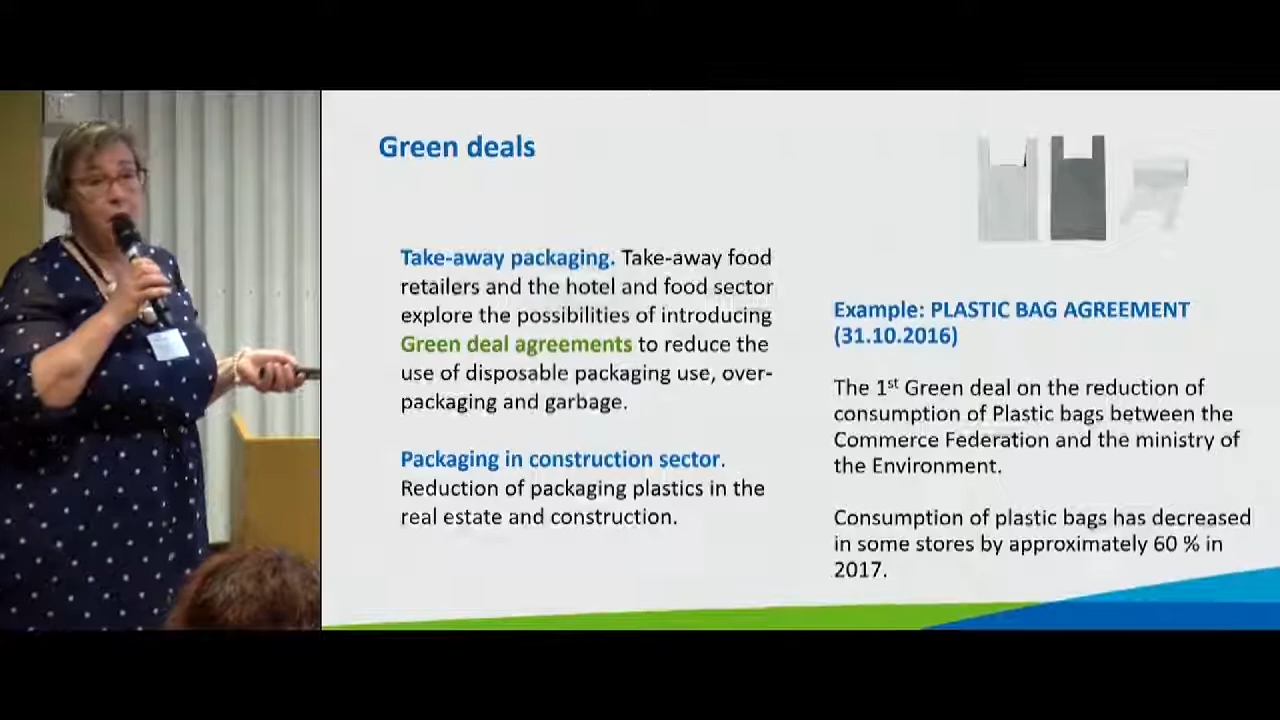 Green deals
Take-away packaging. Take-away food
retailers and the hotel and food sector
explore the possibilities of introducing
Green deal agreements to reduce the
use of disposable packaging use, over-
packaging and garbage.
Packaging in construction sector.
Reduction of packaging plastics in the
real estate and construction.
Example: PLASTIC BAG AGREEMENT
(31.10.2016)
The 1st Green deal on the reduction of
consumption of Plastic bags between the
Commerce Federation and the ministry of
the Environment.
Consumption of plastic bags has decreased
in some stores by approximately 60 % in
2017.